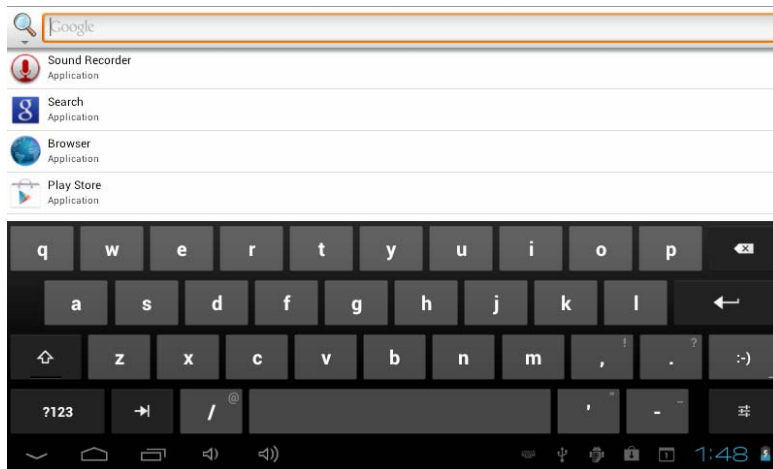 Google
Sound Recorder
Application
Search
Application
Browser
Application
Play Store
Application
q w e r t y u i o p
a s d f g h j k l
z x c v b n m , ! . ? :-)
?123 / @ ' " - _
1:48